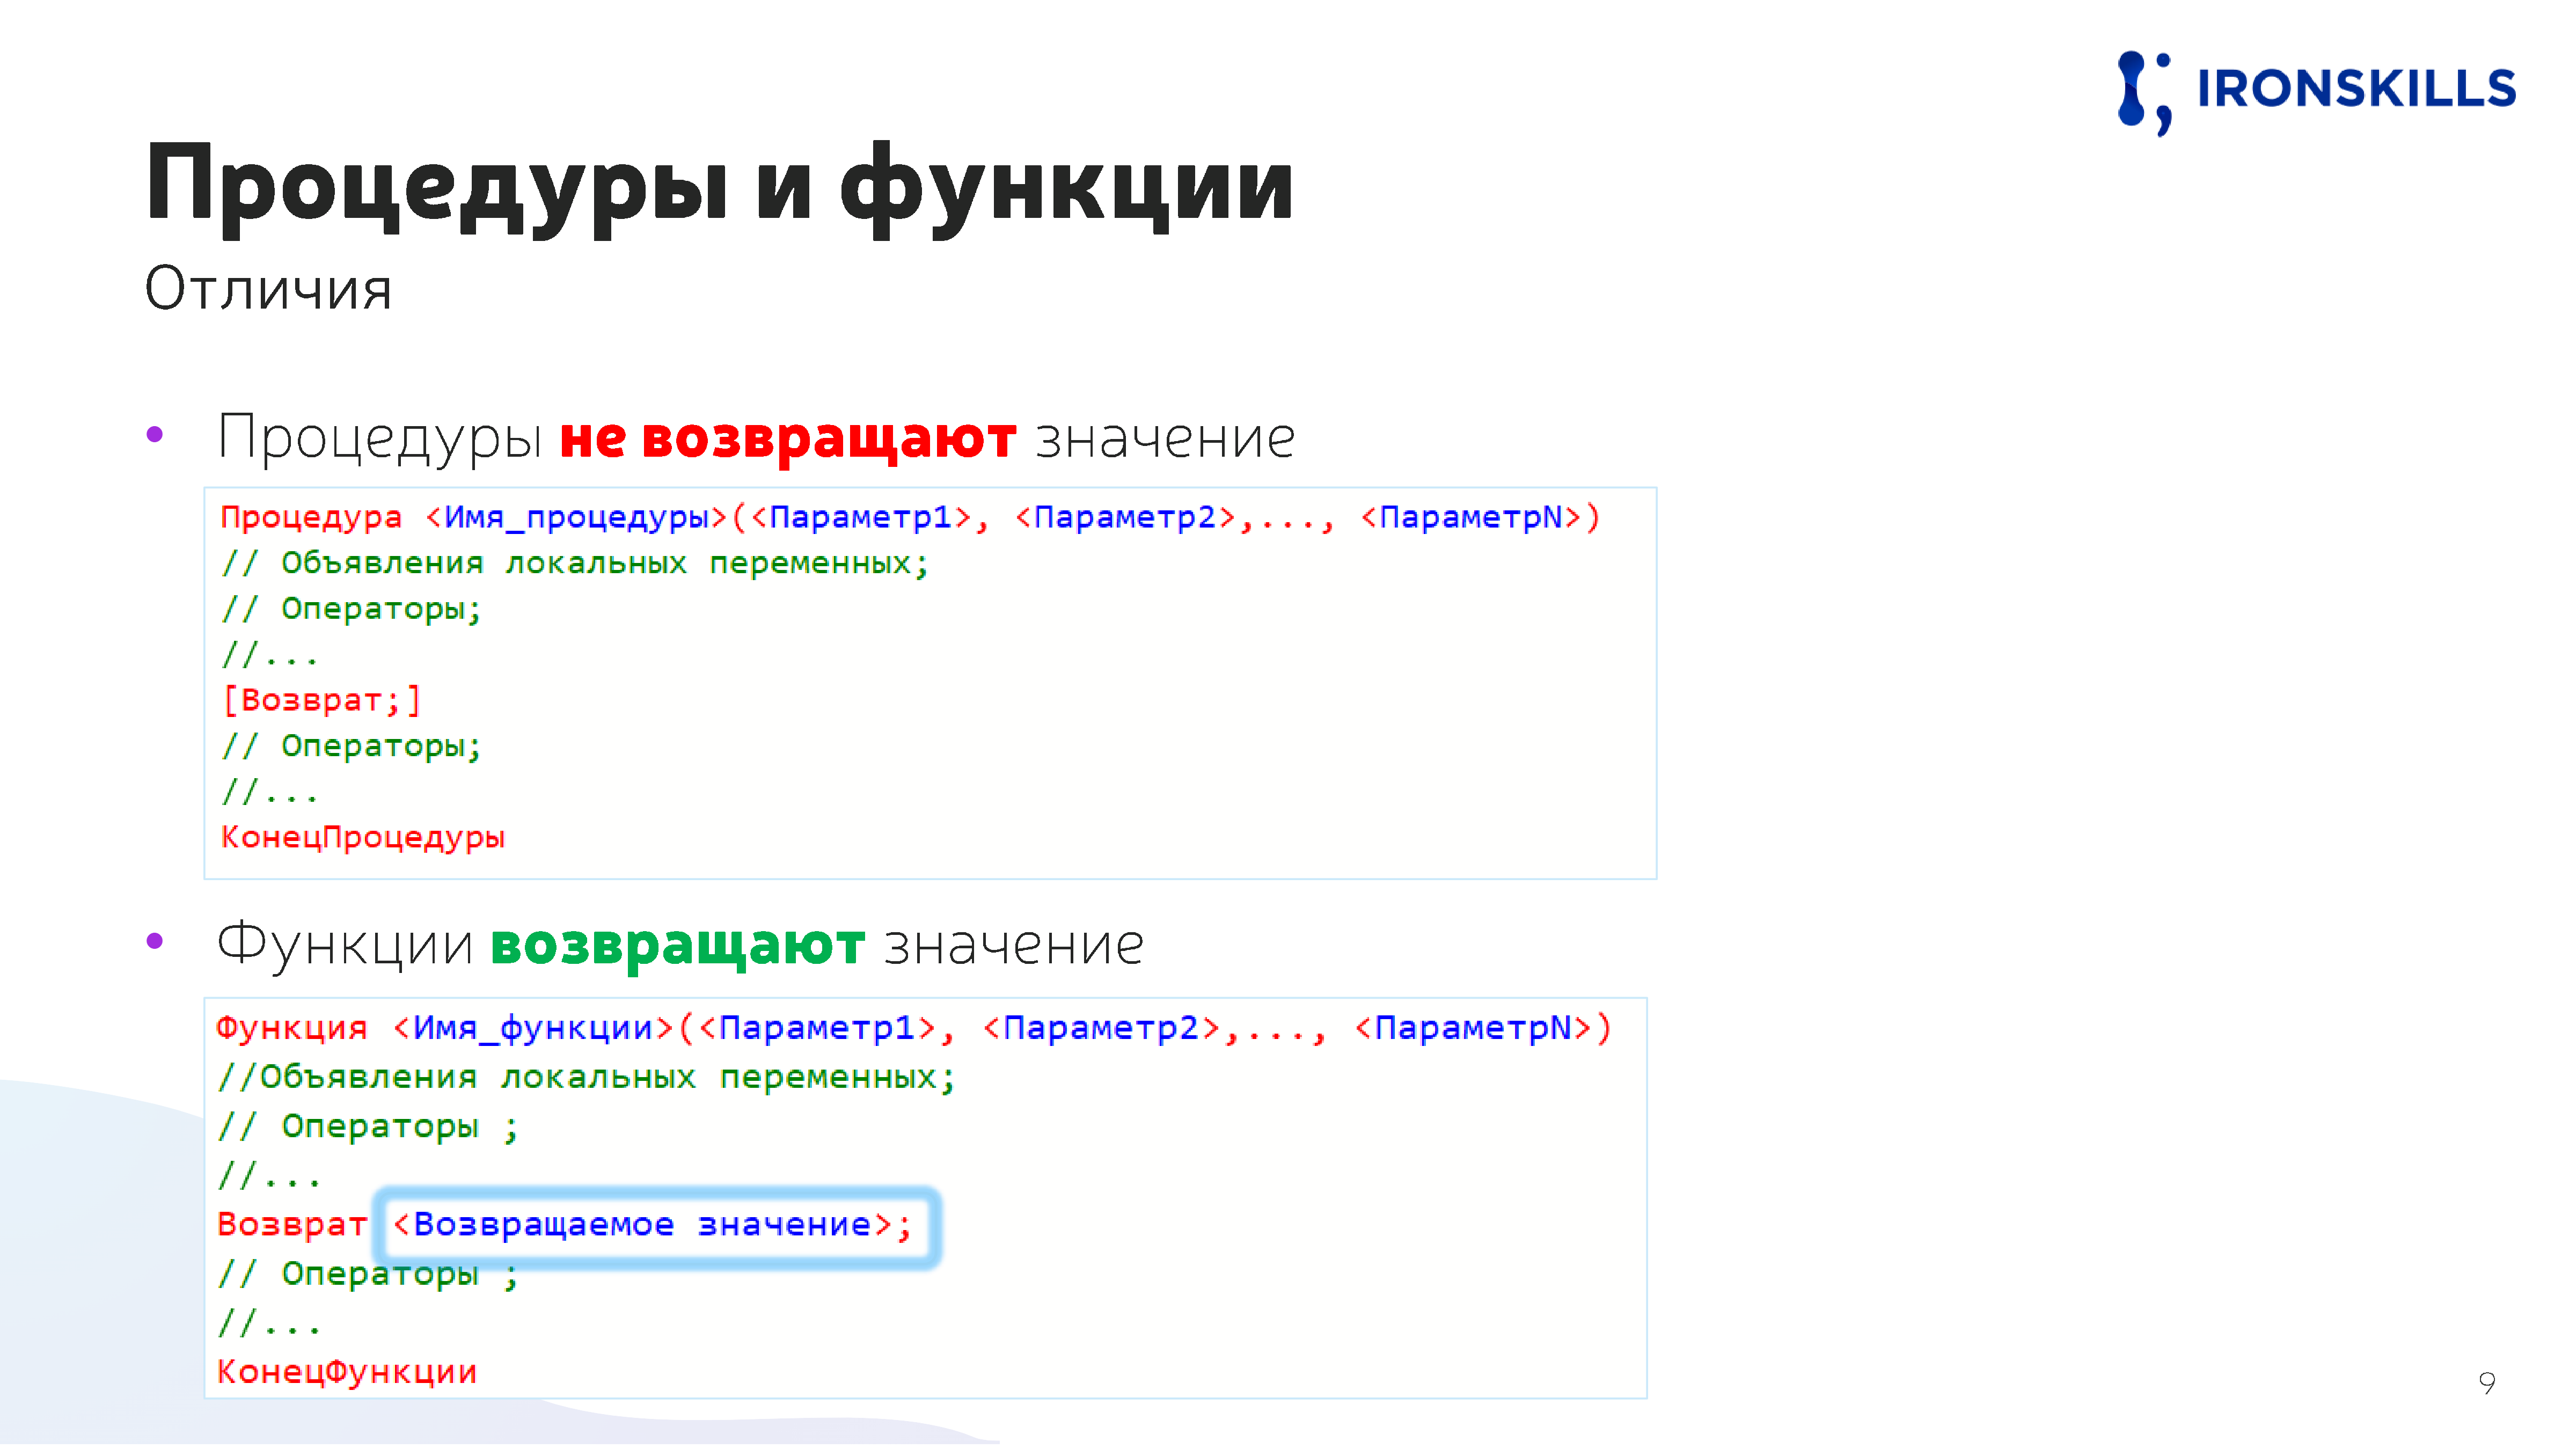 IRONSKILLS
Процедуры и функции
Отличия
• Процедуры не возвращают значение
Процедура <Имя_процедуры>(<Параметр1>, <Параметр2>,..., <ПараметрN>)
// Объявления локальных переменных;
// Операторы;
//...
[Возврат;]
// Операторы;
//...
КонецПроцедуры
• Функции возвращают значение
Функция <Имя_функции>(<Параметр1>, <Параметр2>,..., <ПараметрN>)
//Объявления локальных переменных;
// Операторы ;
//...
Возврат <Возвращаемое значение>;
// Операторы ;
//...
КонецФункции
9